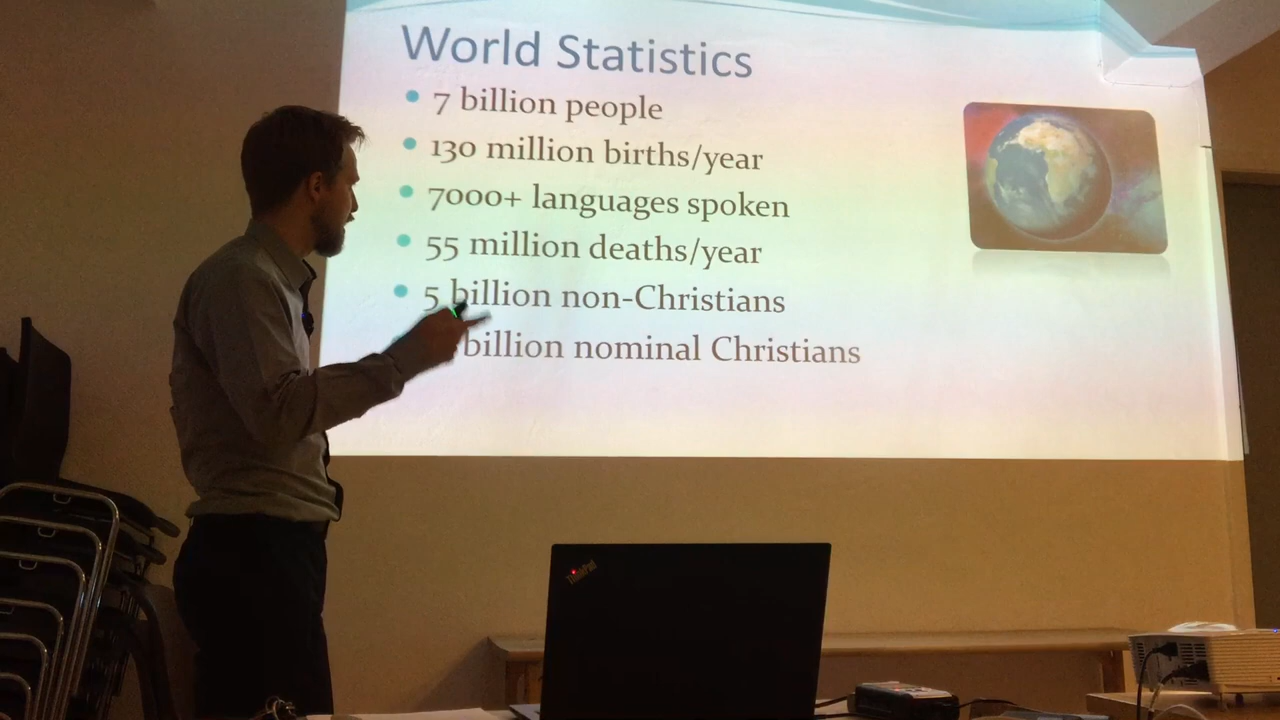 World Statistics
7 billion people
130 million births/year
7000+ languages spoken
55 million deaths/year
5 billion non-Christians
billion nominal Christians
ThinkPad